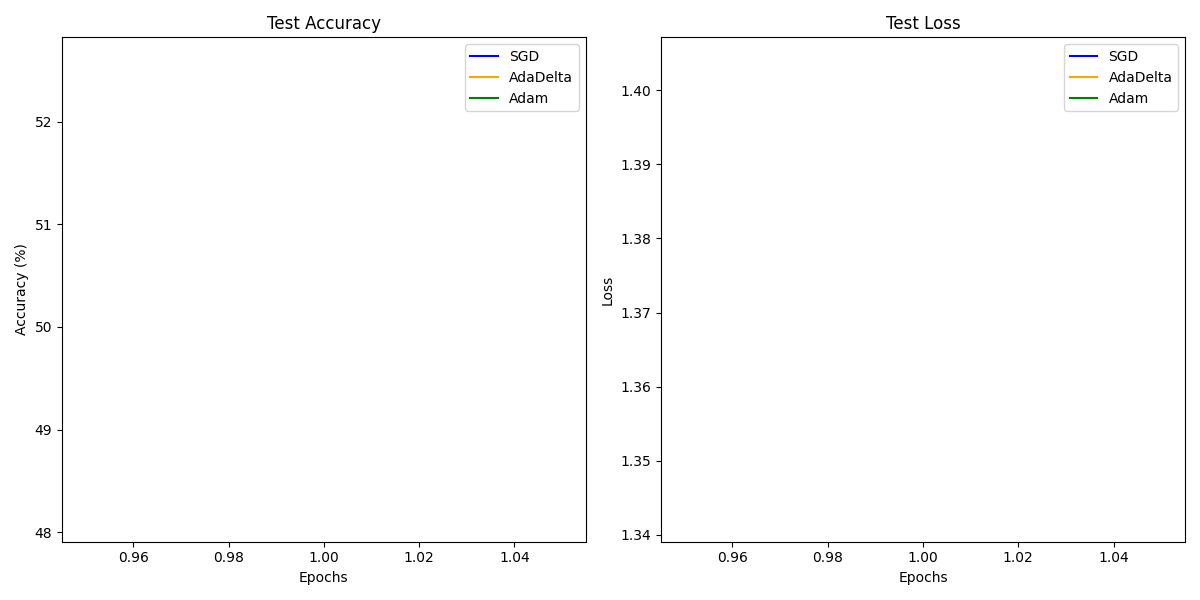 Test Accuracy
SGD
AdaDelta
Adam
Accuracy (%)
52
51
50
49
48
0.96 0.98 1.00 1.02 1.04
Epochs
Test Loss
SGD
AdaDelta
Adam
Loss
1.40
1.39
1.38
1.37
1.36
1.35
1.34
0.96 0.98 1.00 1.02 1.04
Epochs